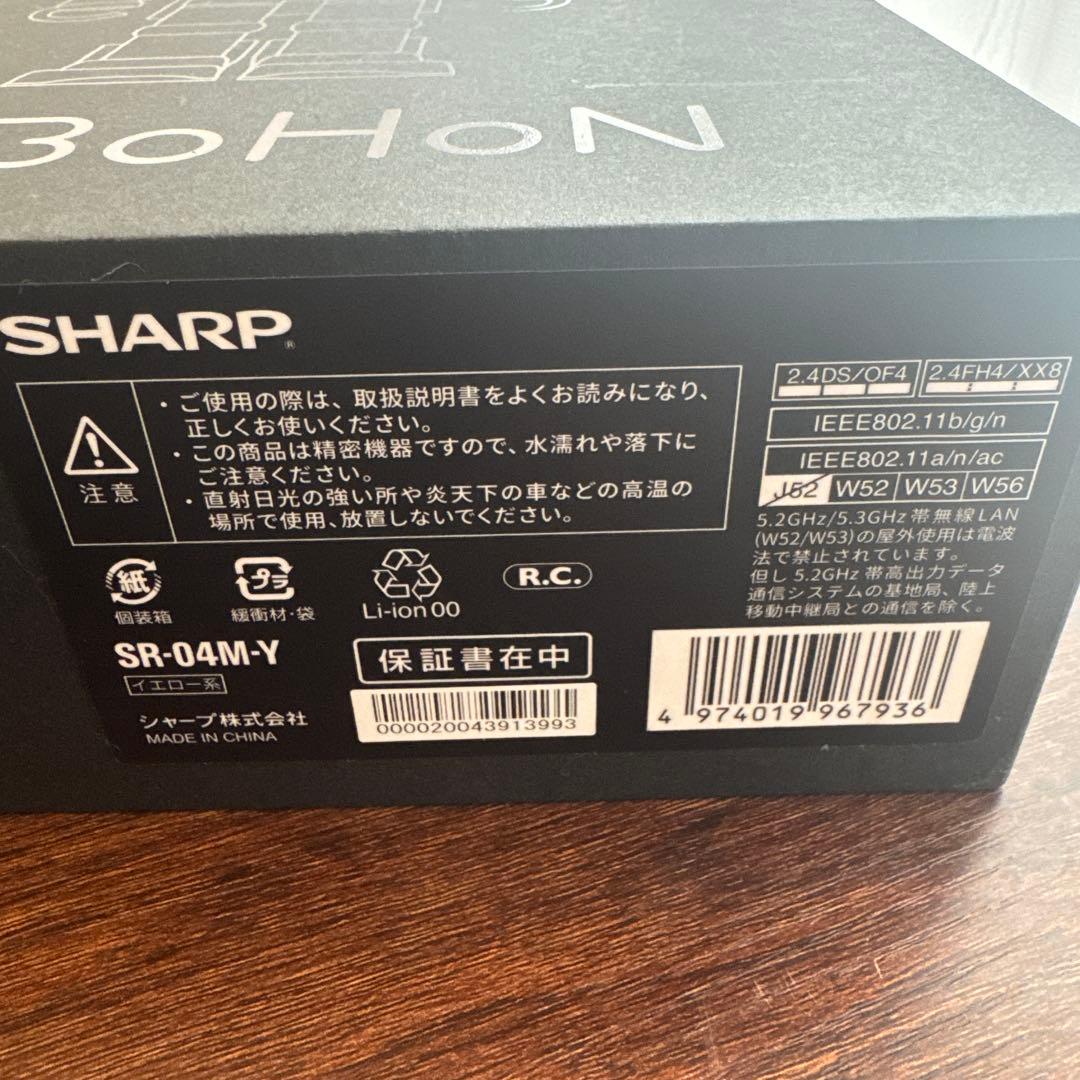 BoHoN
SHARP®
・ご使用の際は、取扱説明書をよくお読みになり、
正しくお使いください。
・この商品は精密機器ですので、水濡れや落下に
ご注意ください。
・直射日光の強い所や炎天下の車などの高温の
場所で使用、放置しないでください。
注意
2.4DS/OF4
2.4FH4/XX8
IEEE802.11b/g/n
IEEE802.11a/n/ac
J52 W52 W53 W56
5.2GHz/5.3GHz帯無線LAN
(W52/W53)の屋外使用は電波
法で禁止されています。
但し 5.2GHz 帯高出力データ
通信システムの基地局、陸上
移動中継局との通信を除く。
紙
個装箱
プラ
緩衝材・袋
Li-ion 00
R.C.
SR-04M-Y
イエロー系
保証書在中
シャープ株式会社
MADE IN CHINA
000020043913993
4 974019 967936